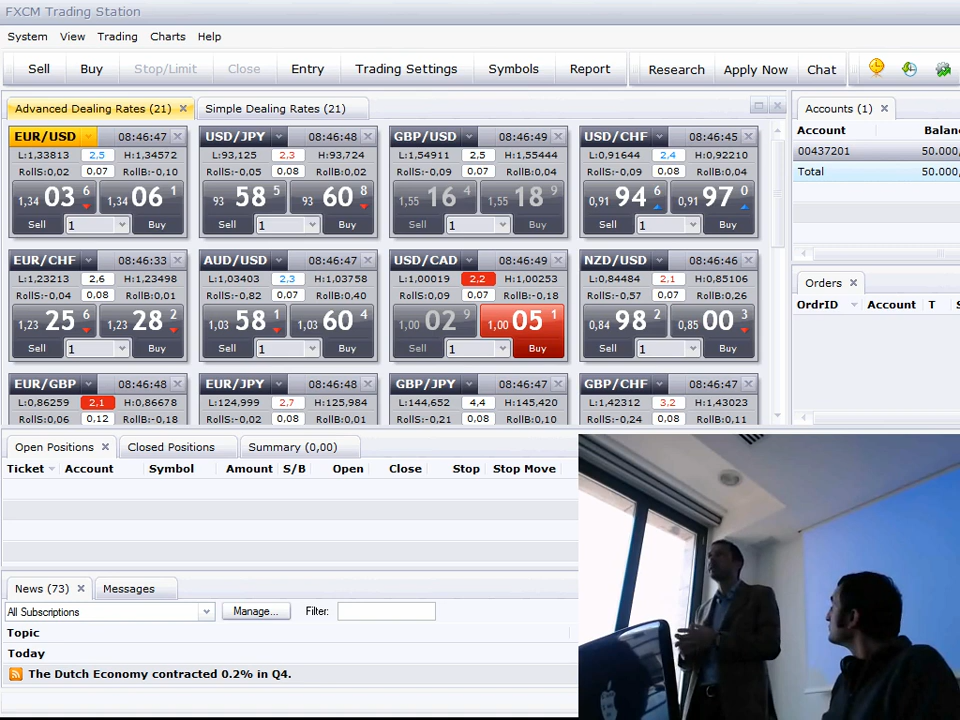 FXCM Trading Station
System View Trading Charts Help
Sell Buy Stop/Limit Close Entry Trading Settings Symbols Report Research Apply Now Chat
Advanced Dealing Rates (21) Simple Dealing Rates (21) Accounts (1)
EUR/USD 08:46:47 USD/JPY 08:46:48 GBP/USD 08:46:49 USD/CHF 08:46:45 Account Balan
L:1,33813 2,5 H:1,34572 L:93,125 2,3 H:93,724 L:1,54911 2,5 H:1,55444 L:0,91644 2,4 H:0,92210 00437201 50.000,
RollS:0,02 0,07 RollB:-0,10 RollS:-0,05 0,08 RollB:0,02 RollS:-0,09 0,07 RollB:0,04 RollS:-0,09 0,08 RollB:0,04 Total 50.000,
1,34 03 6 1,34 06 1 93 58 5 93 60 8 1,55 16 4 1,55 18 9 0,91 94 6 0,91 97 0
Sell 1 Buy Sell 1 Buy Sell 1 Buy Sell 1 Buy
EUR/CHF 08:46:33 AUD/USD 08:46:48 USD/CAD 08:46:49 NZD/USD 08:46:46 Orders
L:1,23213 2,6 H:1,23498 L:1,03403 2,3 H:1,03758 L:1,00019 2,2 H:1,00253 L:0,84484 2,1 H:0,85106
RollS:-0,04 0,08 RollB:0,01 RollS:-0,82 0,07 RollB:0,40 RollS:0,09 0,07 RollB:-0,18 RollS:-0,57 0,07 RollB:0,26 OrdrID Account T S
1,23 25 6 1,23 28 2 1,03 58 1 1,03 60 4 1,00 02 9 1,00 05 1 0,84 98 2 0,85 00 3
Sell 1 Buy Sell 1 Buy Sell 1 Buy Sell 1 Buy
EUR/GBP 08:46:48 EUR/JPY 08:46:48 GBP/JPY 08:46:47 GBP/CHF 08:46:47
L:0,86259 2,1 H:0,86678 L:124,999 2,7 H:125,984 L:144,652 4,4 H:145,420 L:1,42312 3,2 H:1,43023
RollS:0,06 0,12 RollB:-0,18 RollS:-0,02 0,08 RollB:0,01 RollS:-0,21 0,08 RollB:0,10 RollS:-0,24 0,08 RollB:0,11
Open Positions Closed Positions Summary (0,00)
Ticket Account Symbol Amount S/B Open Close Stop Stop Move
News (73) Messages
All Subscriptions Manage... Filter:
Topic
Today
The Dutch Economy contracted 0.2% in Q4.